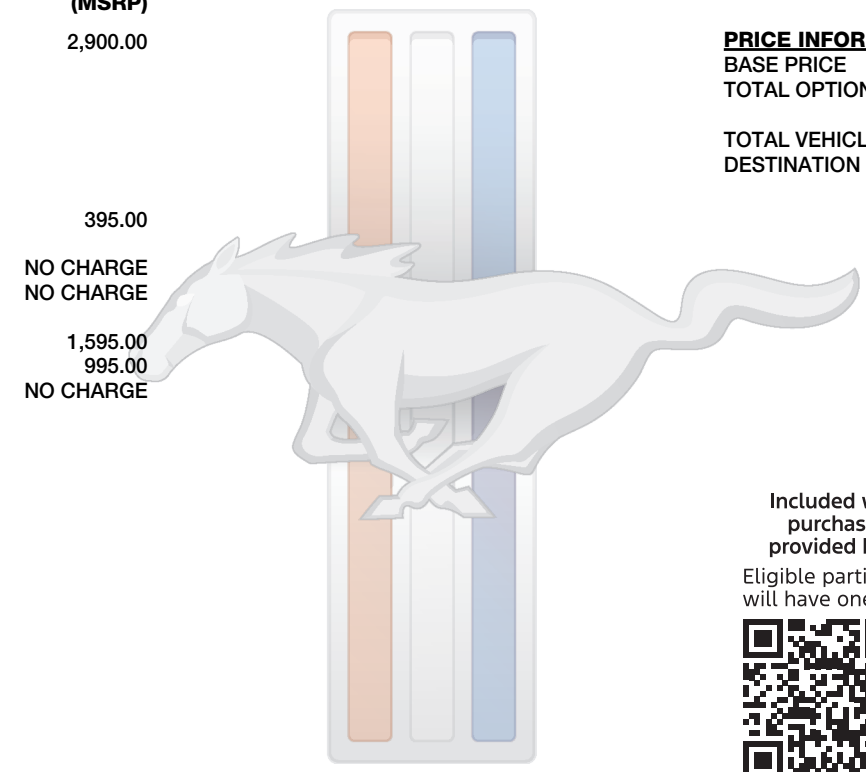 (MSRP)
2,900.00
395.00
NO CHARGE
NO CHARGE
1,595.00
995.00
NO CHARGE
PRICE INFOR
BASE PRICE
TOTAL OPTION
TOTAL VEHICL
DESTINATION
Included w
purchas
provided b
Eligible parti
will have one